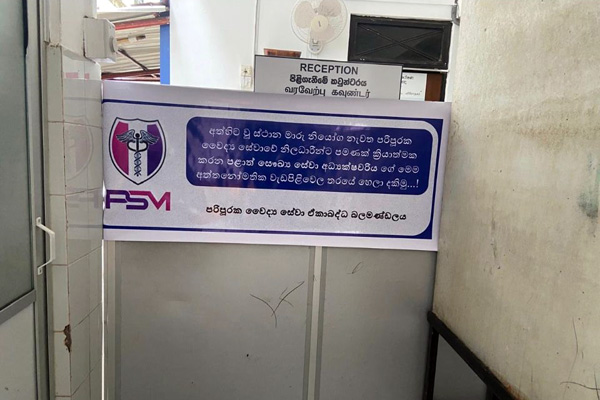 RECEPTION
පිළිගැනීමේ කවුන්ටරය
வரவேற்பு கவுண்டர்
අත්හිට වූ ස්ථාන මාරු නියෝග නැවත පරිපූරක
වෛද්‍ය සේවාවේ නිලධාරීන්ට පමණක් ක්‍රියාත්මක
කරන පළාත් සෞඛ්‍ය සේවා අධ්‍යක්ෂවරිය ගේ මෙම
අත්තනෝමතික වැඩපිළිවෙල තරයේ හෙලා දකිමු...!
PSM
පරිපූරක වෛද්‍ය සේවා ඒකාබද්ධ බලමණ්ඩලය